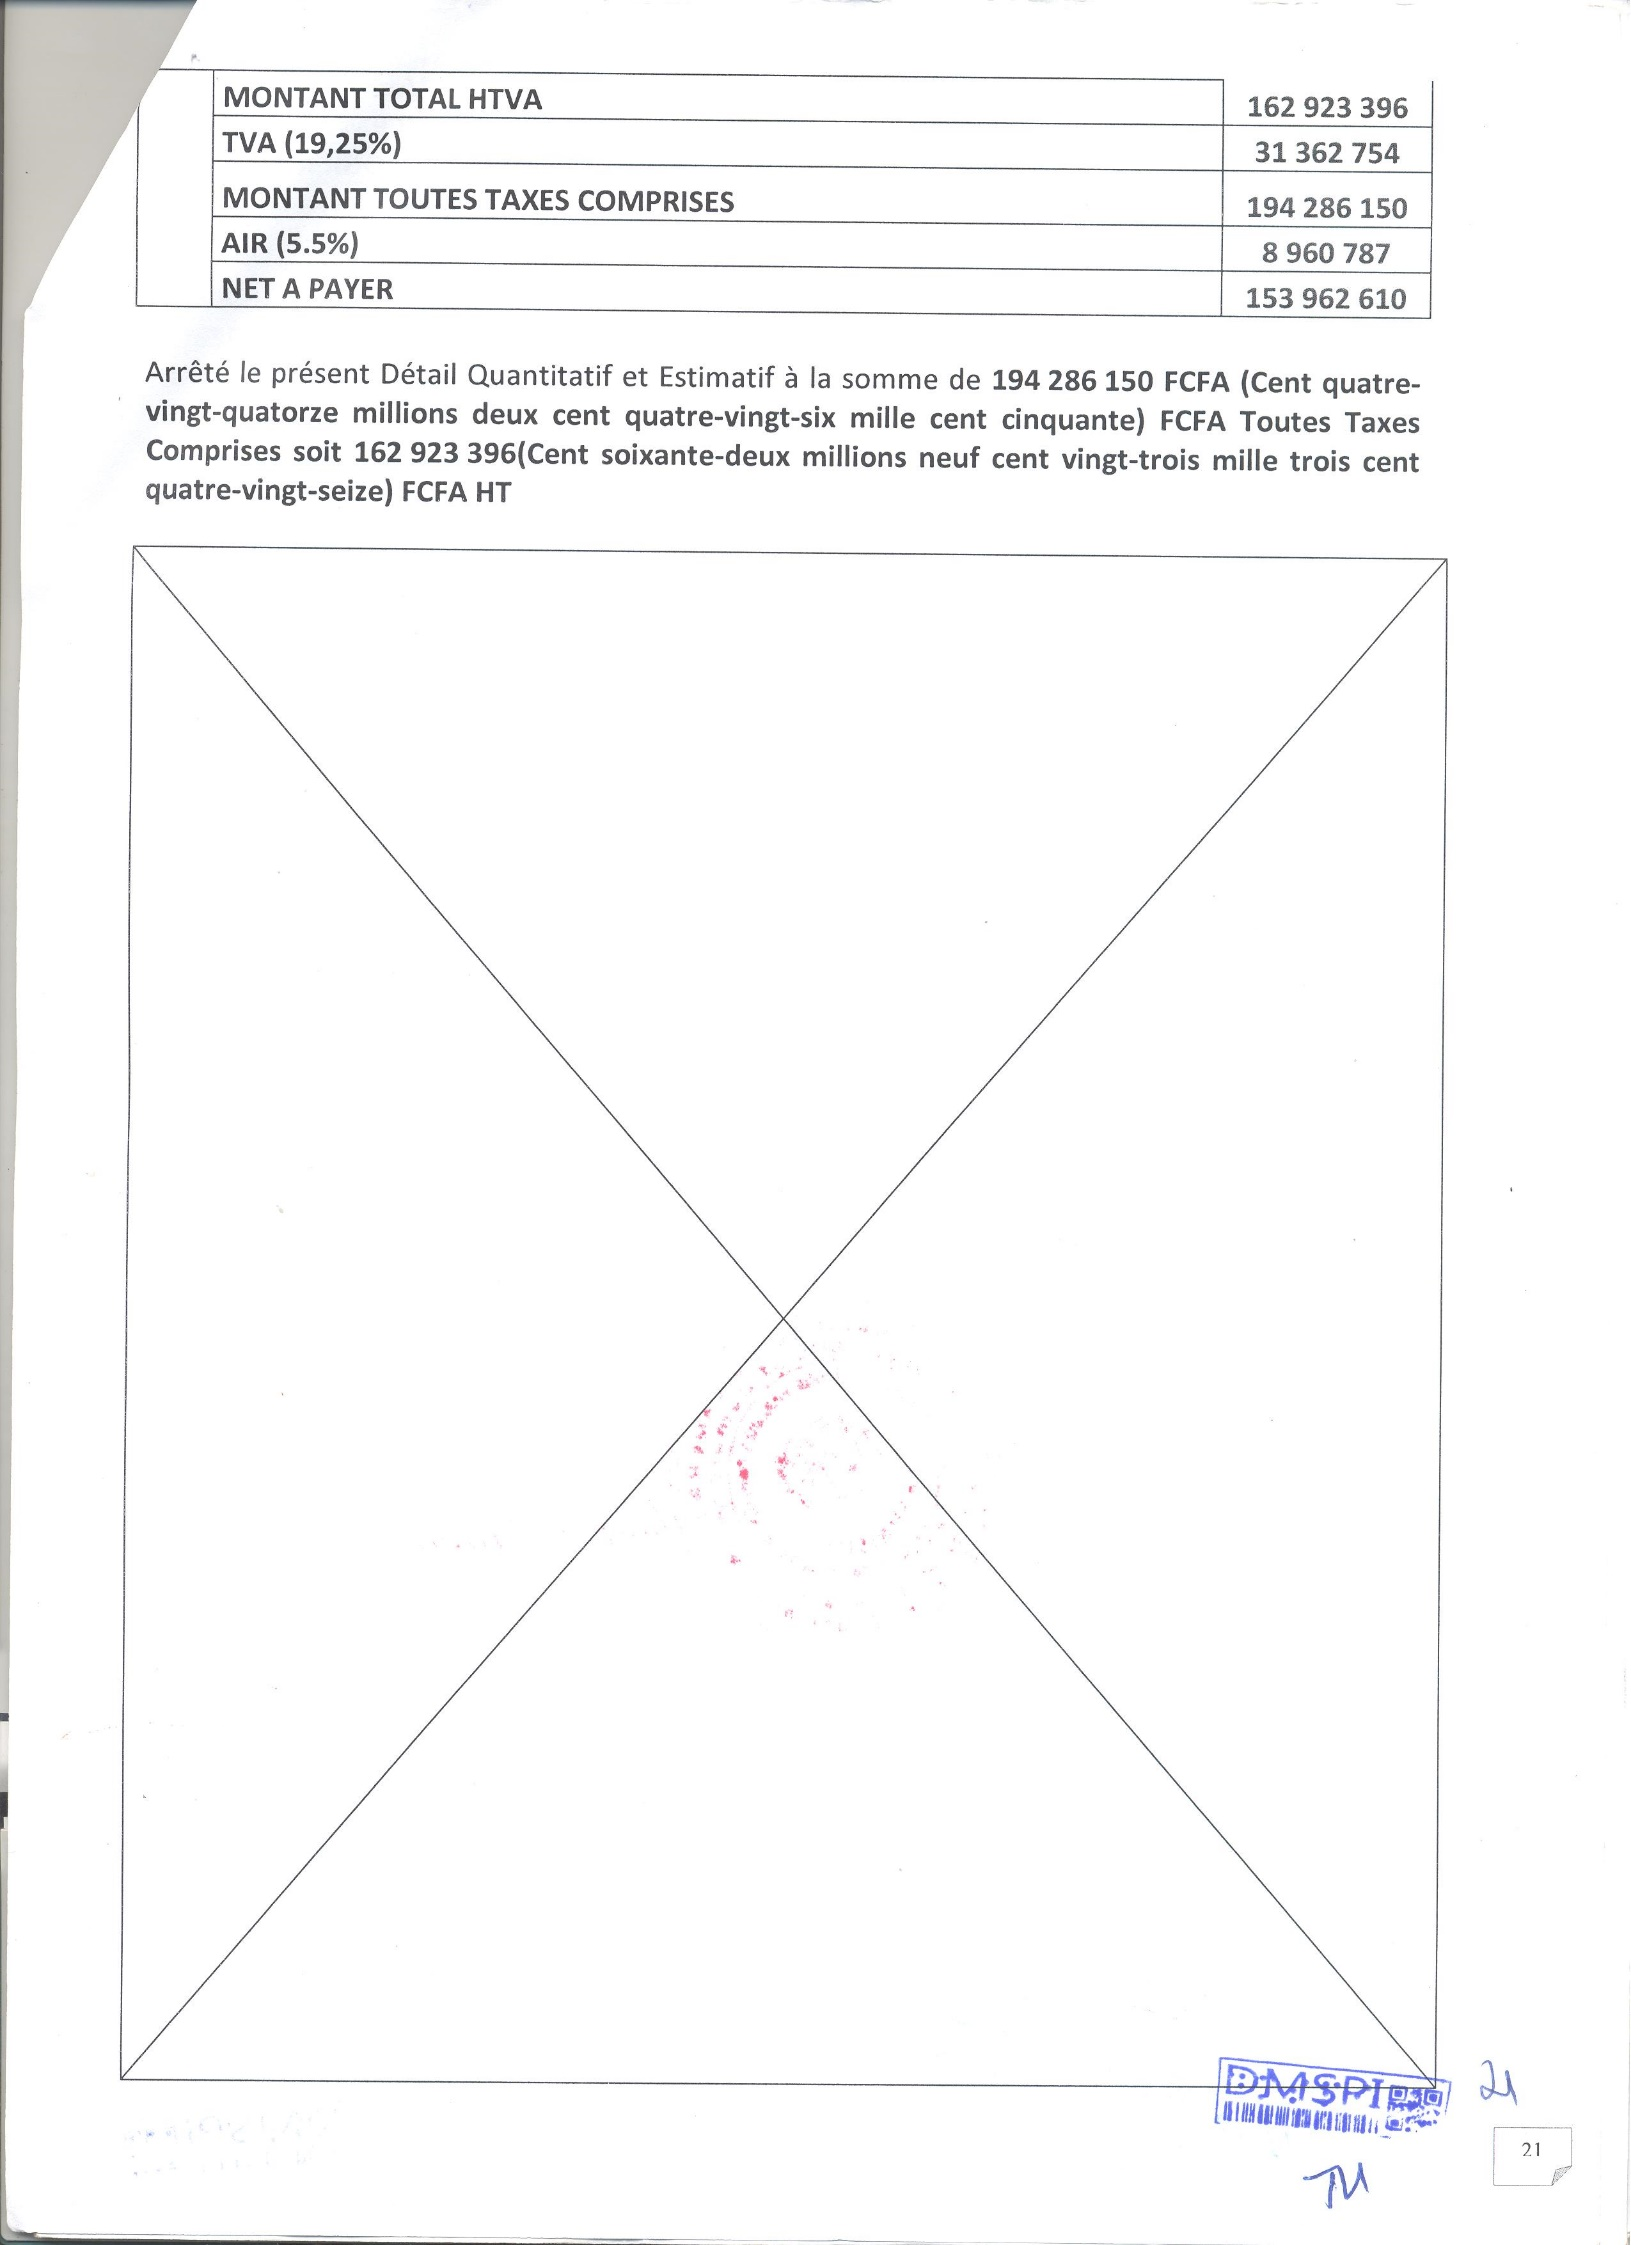 MONTANT TOTAL HTVA 162 923 396
TVA (19,25%) 31 362 754
MONTANT TOUTES TAXES COMPRISES 194 286 150
AIR (5.5%) 8 960 787
NET A PAYER 153 962 610
Arrêté le présent Détail Quantitatif et Estimatif à la somme de 194 286 150 FCFA (Cent quatre-
vingt-quatorze millions deux cent quatre-vingt-six mille cent cinquante) FCFA Toutes Taxes
Comprises soit 162 923 396(Cent soixante-deux millions neuf cent vingt-trois mille trois cent
quatre-vingt-seize) FCFA HT
DMSPI
21
21